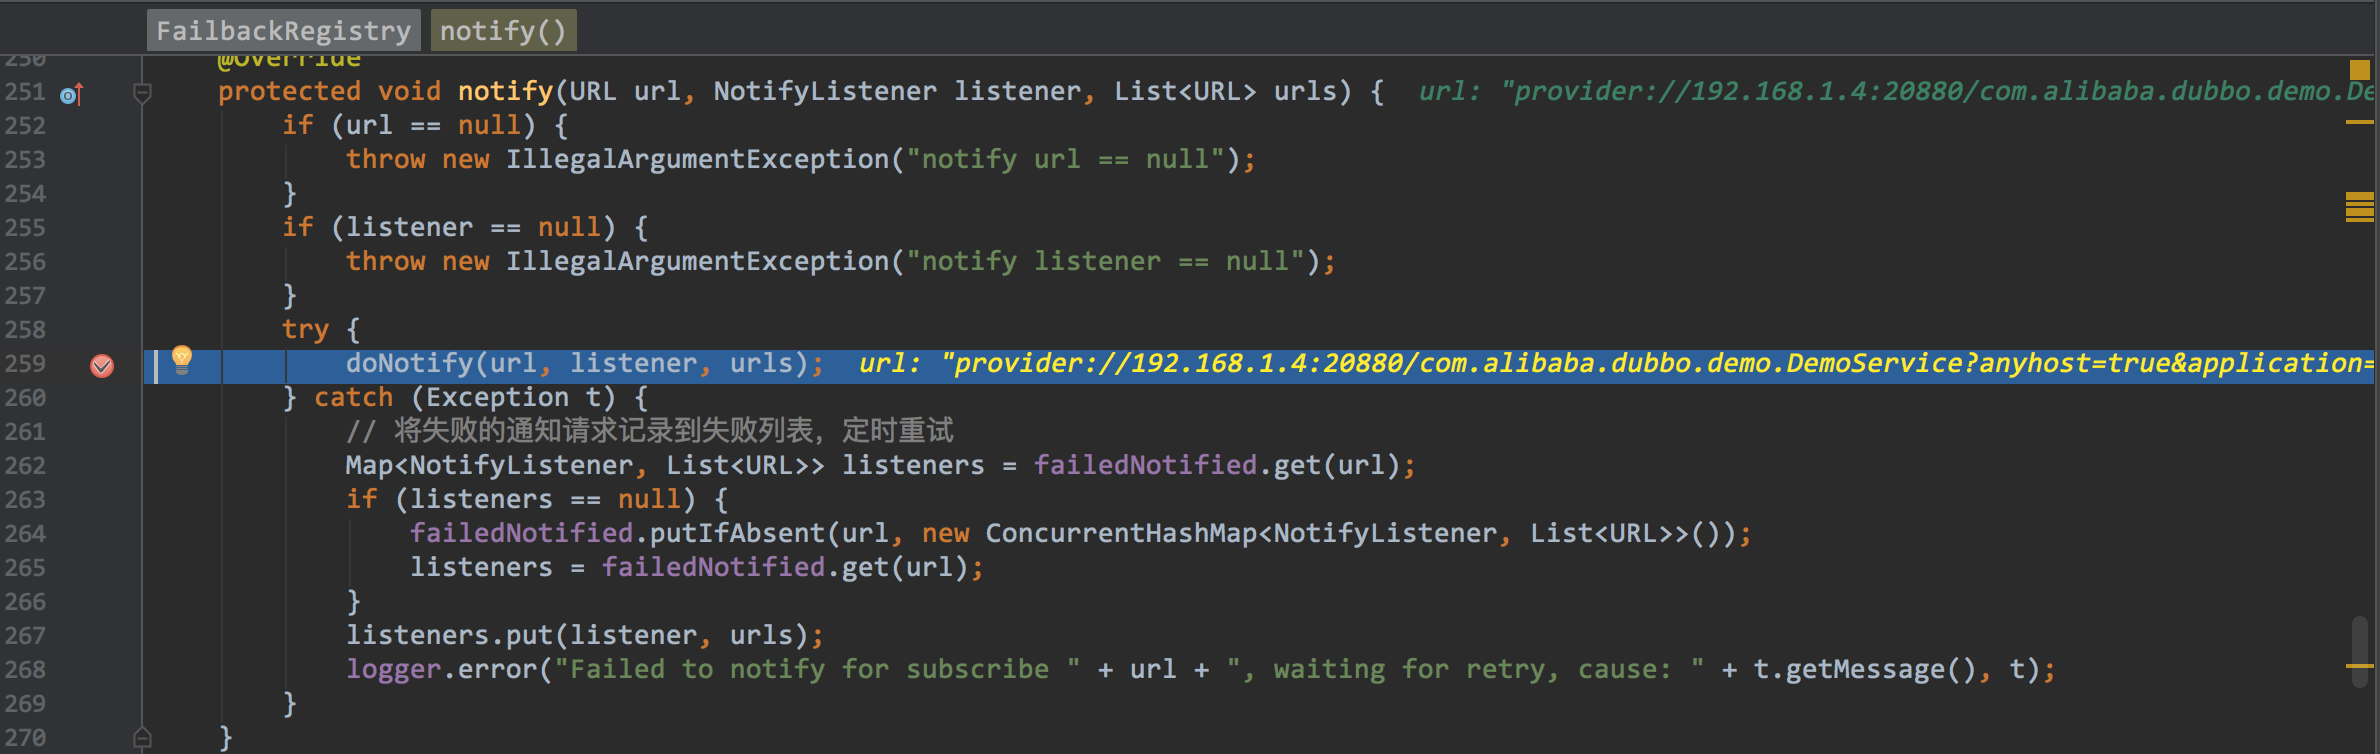 FailbackRegistry notify()
250 @Override
251 protected void notify(URL url, NotifyListener listener, List<URL> urls) { url: "provider://192.168.1.4:20880/com.alibaba.dubbo.demo.De
252 if (url == null) {
253 throw new IllegalArgumentException("notify url == null");
254 }
255 if (listener == null) {
256 throw new IllegalArgumentException("notify listener == null");
257 }
258 try {
259 doNotify(url, listener, urls); url: "provider://192.168.1.4:20880/com.alibaba.dubbo.demo.DemoService?anyhost=true&application=
260 } catch (Exception t) {
261 // 将失败的通知请求记录到失败列表，定时重试
262 Map<NotifyListener, List<URL>> listeners = failedNotified.get(url);
263 if (listeners == null) {
264 failedNotified.putIfAbsent(url, new ConcurrentHashMap<NotifyListener, List<URL>>());
265 listeners = failedNotified.get(url);
266 }
267 listeners.put(listener, urls);
268 logger.error("Failed to notify for subscribe " + url + ", waiting for retry, cause: " + t.getMessage(), t);
269 }
270 }